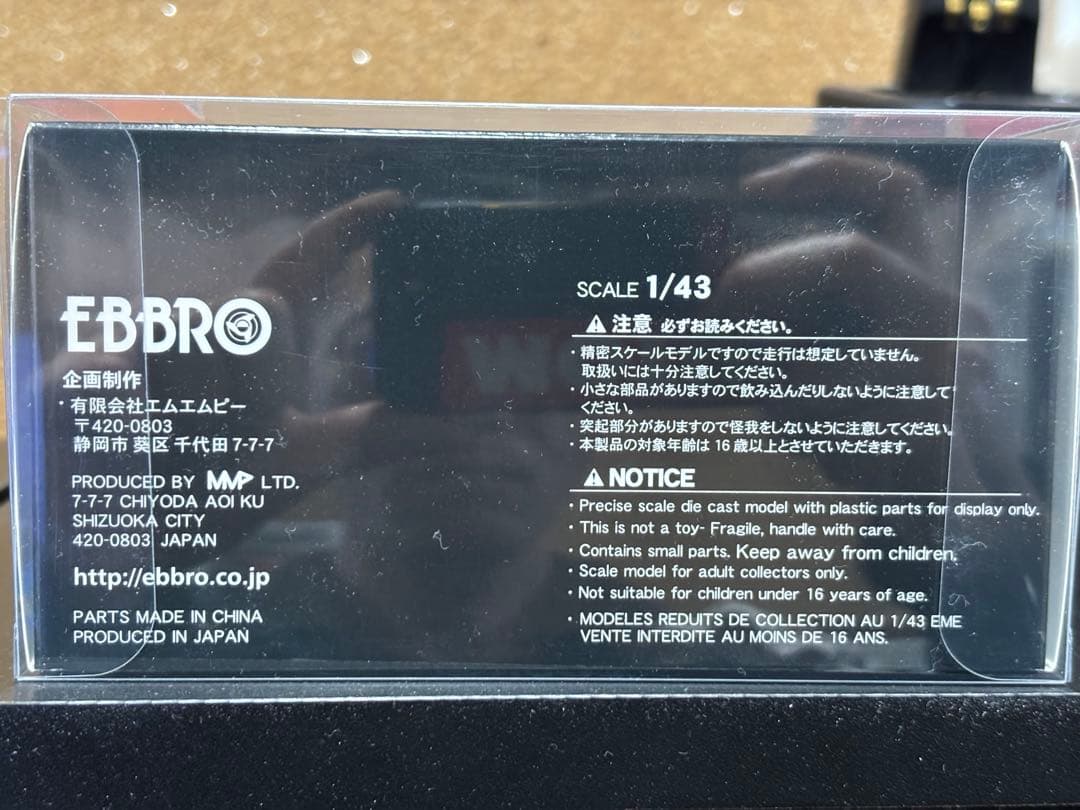 EBBRO
企画制作
・有限会社エムエムピー
〒420-0803
静岡市 葵区 千代田 7-7-7
PRODUCED BY MMP LTD.
7-7-7 CHIYODA AOI KU
SHIZUOKA CITY
420-0803 JAPAN
http://ebbro.co.jp
PARTS MADE IN CHINA
PRODUCED IN JAPAN
SCALE 1/43
⚠ 注意 必ずお読みください。
・精密スケールモデルですので走行は想定していません。
取扱いには十分注意してください。
・小さな部品がありますので飲み込んだりしないように注意して
ください。
・突起部分がありますので怪我をしないように注意してください。
・本製品の対象年齢は 16 歳以上とさせていただきます。
⚠ NOTICE
・Precise scale die cast model with plastic parts for display only.
・This is not a toy- Fragile, handle with care.
・Contains small parts. Keep away from children.
・Scale model for adult collectors only.
・Not suitable for children under 16 years of age.
・MODELES REDUITS DE COLLECTION AU 1/43 EME
VENTE INTERDITE AU MOINS DE 16 ANS.